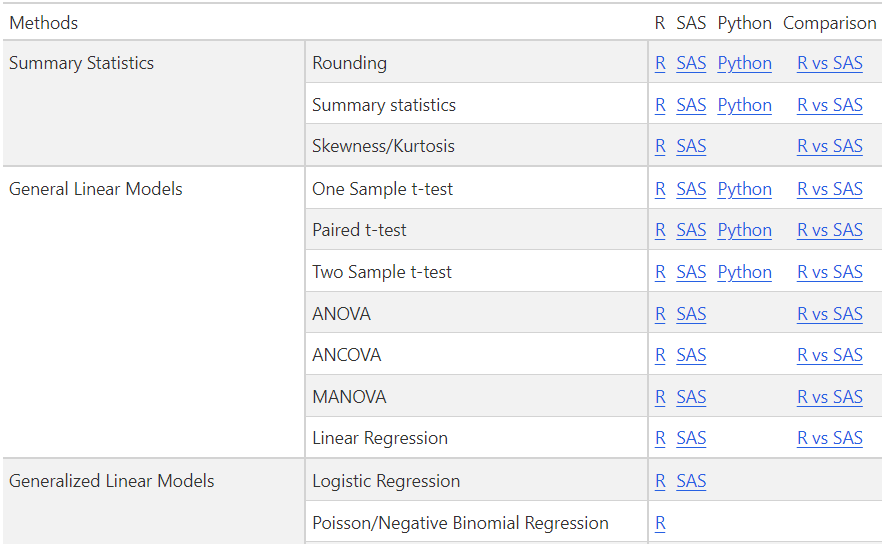 Methods R SAS Python Comparison
Summary Statistics Rounding R SAS Python R vs SAS
Summary statistics R SAS Python R vs SAS
Skewness/Kurtosis R SAS R vs SAS
General Linear Models One Sample t-test R SAS Python R vs SAS
Paired t-test R SAS Python R vs SAS
Two Sample t-test R SAS Python R vs SAS
ANOVA R SAS R vs SAS
ANCOVA R SAS R vs SAS
MANOVA R SAS R vs SAS
Linear Regression R SAS R vs SAS
Generalized Linear Models Logistic Regression R SAS
Poisson/Negative Binomial Regression R